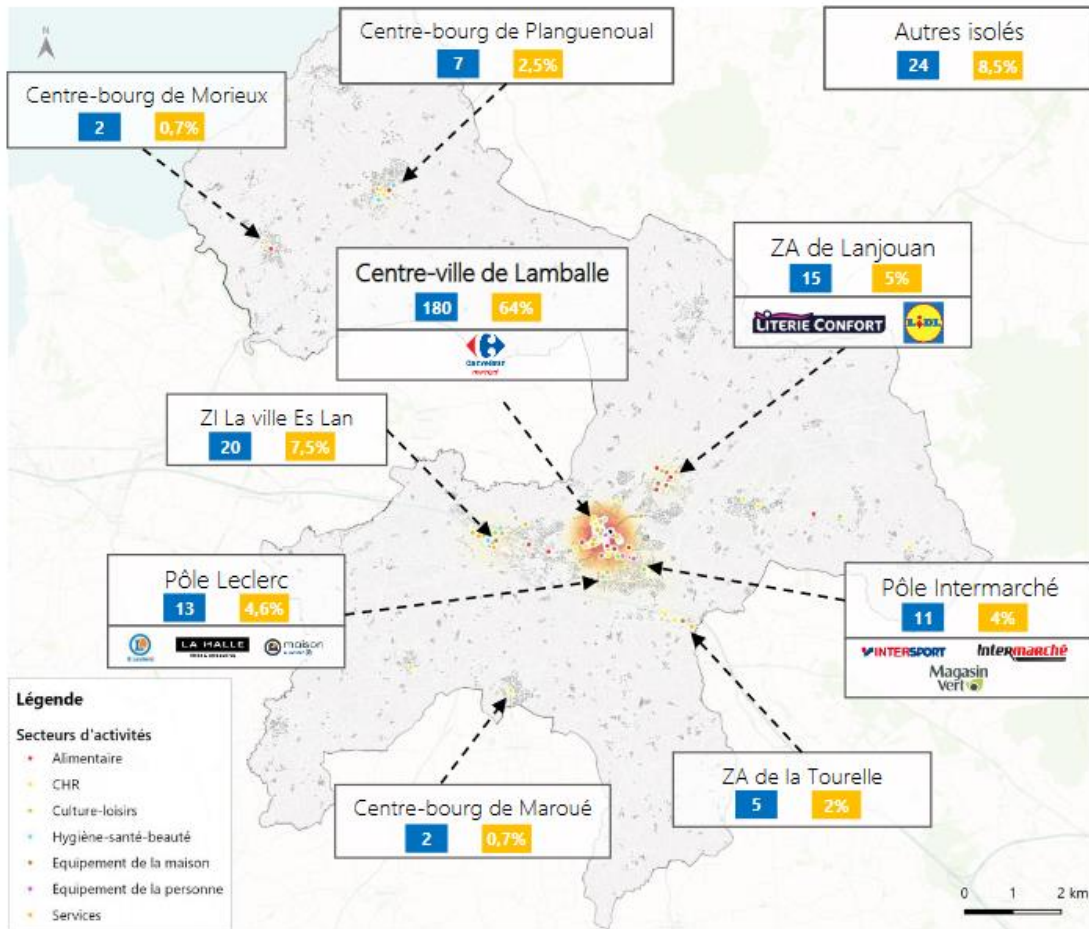 Centre-bourg de Planguenoual
7 2,5%
Autres isolés
24 8,5%
Centre-bourg de Morieux
2 0,7%
Centre-ville de Lamballe
180 64%
Carrefour
market
ZA de Lanjouan
15 5%
LITERIE CONFORT LIDL
ZI La ville Es Lan
20 7,5%
Pôle Leclerc
13 4,6%
E.Leclerc LA HALLE maison
Pôle Intermarché
11 4%
INTERSPORT Intermarché
Magasin
Vert
Centre-bourg de Maroué
2 0,7%
ZA de la Tourelle
5 2%
Légende
Secteurs d'activités
Alimentaire
CHR
Culture-loisirs
Hygiène-santé-beauté
Equipement de la maison
Equipement de la personne
Services
0 1 2 km
N